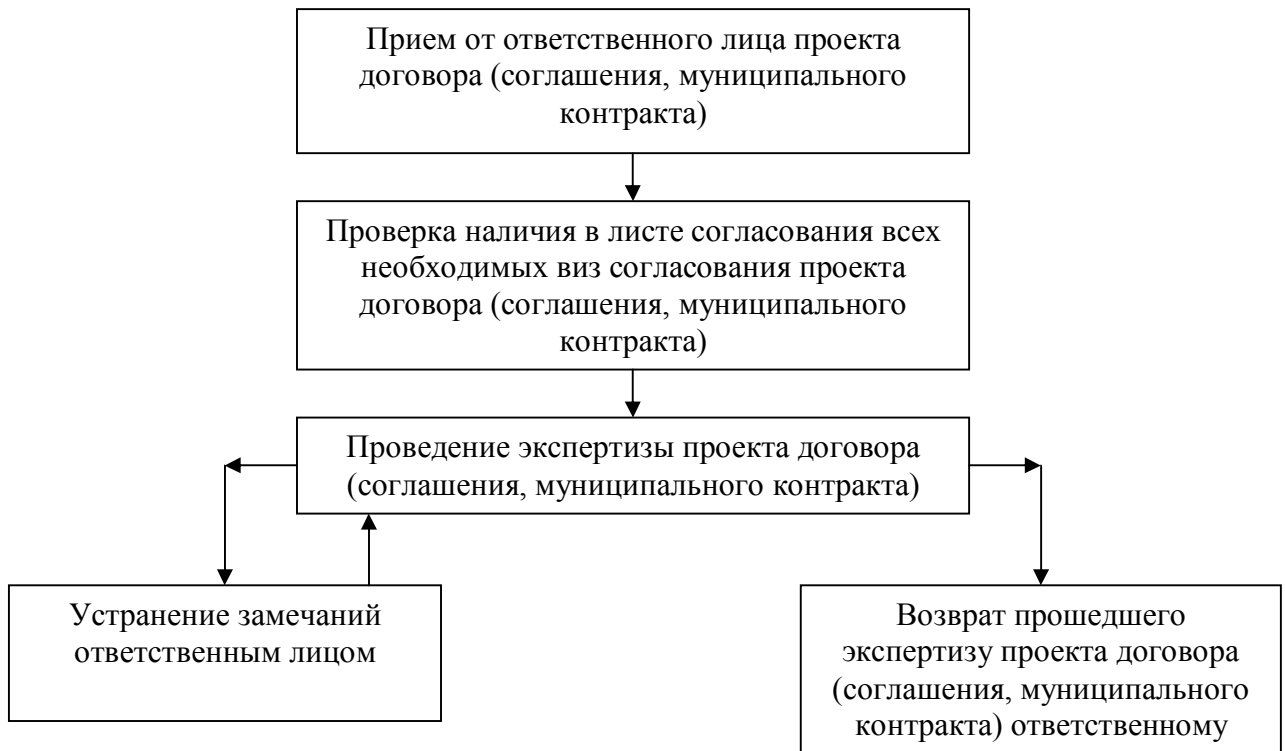 Прием от ответственного лица проекта
договора (соглашения, муниципального
контракта)
Проверка наличия в листе согласования всех
необходимых виз согласования проекта
договора (соглашения, муниципального
контракта)
Проведение экспертизы проекта договора
(соглашения, муниципального контракта)
Устранение замечаний
ответственным лицом
Возврат прошедшего
экспертизу проекта договора
(соглашения, муниципального
контракта) ответственному